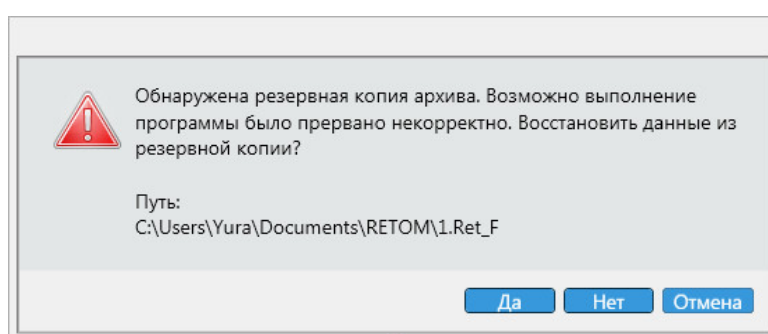 Обнаружена резервная копия архива. Возможно выполнение
программы было прервано некорректно. Восстановить данные из
резервной копии?
Путь:
C:\Users\Yura\Documents\RETOM\1.Ret_F
Да Нет Отмена